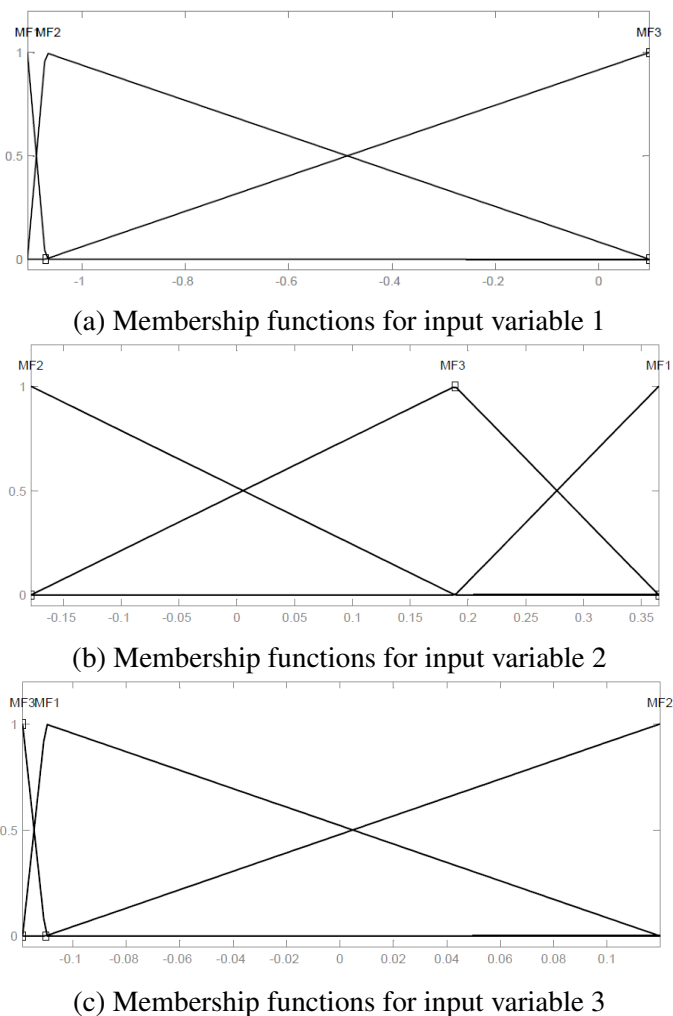 MF1 MF2 MF3
1
0.5
0
-1 -0.8 -0.6 -0.4 -0.2 0
(a) Membership functions for input variable 1
MF2 MF3 MF1
1
0.5
0
-0.15 -0.1 -0.05 0 0.05 0.1 0.15 0.2 0.25 0.3 0.35
(b) Membership functions for input variable 2
MF3 MF1 MF2
1
0.5
0
-0.1 -0.08 -0.06 -0.04 -0.02 0 0.02 0.04 0.06 0.08 0.1
(c) Membership functions for input variable 3